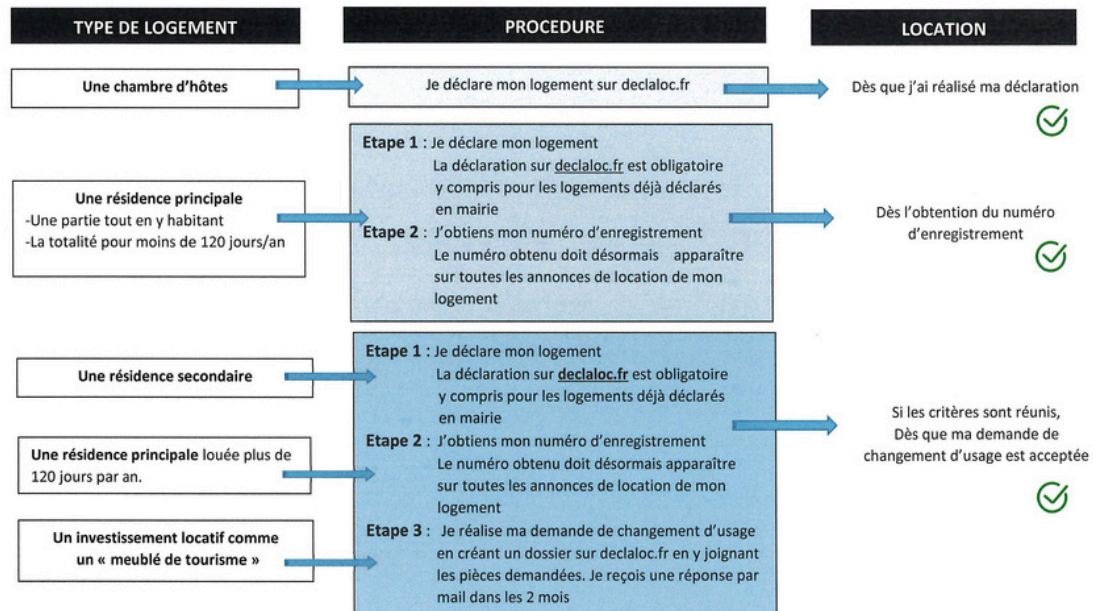 TYPE DE LOGEMENT
PROCEDURE
LOCATION
Une chambre d’hôtes
Je déclare mon logement sur declaloc.fr
Dès que j’ai réalisé ma déclaration
Une résidence principale
-Une partie tout en y habitant
-La totalité pour moins de 120 jours/an
Etape 1 : Je déclare mon logement
La déclaration sur declaloc.fr est obligatoire
y compris pour les logements déjà déclarés
en mairie
Etape 2 : J’obtiens mon numéro d’enregistrement
Le numéro obtenu doit désormais apparaître
sur toutes les annonces de location de mon
logement
Dès l’obtention du numéro
d’enregistrement
Une résidence secondaire
Une résidence principale louée plus de
120 jours par an.
Un investissement locatif comme
un « meublé de tourisme »
Etape 1 : Je déclare mon logement
La déclaration sur declaloc.fr est obligatoire
y compris pour les logements déjà déclarés
en mairie
Etape 2 : J’obtiens mon numéro d’enregistrement
Le numéro obtenu doit désormais apparaître
sur toutes les annonces de location de mon
logement
Etape 3 : Je réalise ma demande de changement d’usage
en créant un dossier sur declaloc.fr en y joignant
les pièces demandées. Je reçois une réponse par
mail dans les 2 mois
Si les critères sont réunis,
Dès que ma demande de
changement d’usage est acceptée